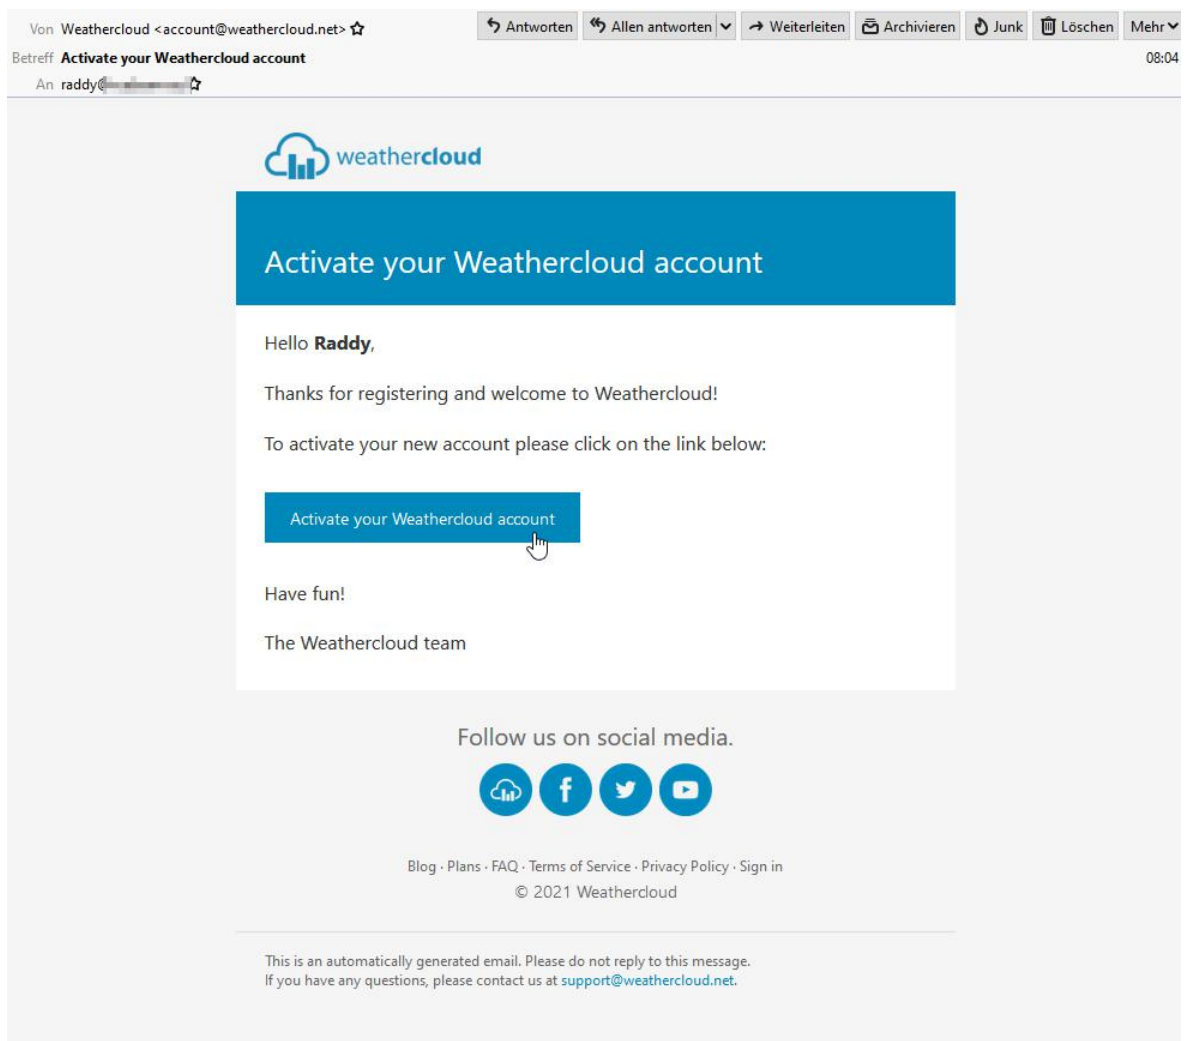 Von Weathercloud <account@weathercloud.net> Antworten Allen antworten Weiterleiten Archivieren Junk Löschen Mehr
Betreff Activate your Weathercloud account 08:04
An raddy@
weathercloud
Activate your Weathercloud account
Hello Raddy,
Thanks for registering and welcome to Weathercloud!
To activate your new account please click on the link below:
Activate your Weathercloud account
Have fun!
The Weathercloud team
Follow us on social media.
Blog · Plans · FAQ · Terms of Service · Privacy Policy · Sign in
© 2021 Weathercloud
This is an automatically generated email. Please do not reply to this message.
If you have any questions, please contact us at support@weathercloud.net.